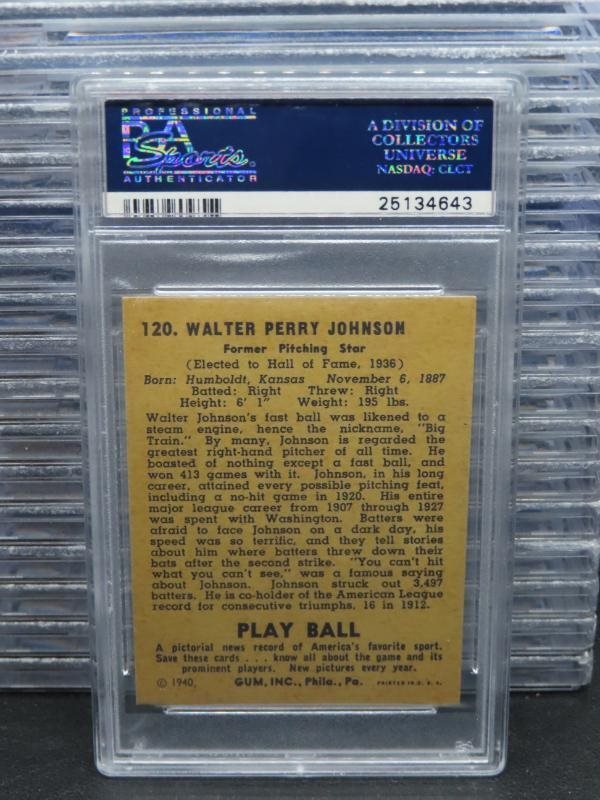 PROFESSIONAL
PSA
Sports.
AUTHENTICATOR
A DIVISION OF
COLLECTORS
UNIVERSE
NASDAQ: CLCT
25134643
120. WALTER PERRY JOHNSON
Former Pitching Star
(Elected to Hall of Fame, 1936)
Born: Humboldt, Kansas November 6, 1887
Batted: Right Threw: Right
Height: 6' 1" Weight: 195 lbs.
Walter Johnson's fast ball was likened to a
steam engine, hence the nickname, "Big
Train." By many, Johnson is regarded the
greatest right-hand pitcher of all time. He
boasted of nothing except a fast ball, and
won 413 games with it. Johnson, in his long
career, attained every possible pitching feat,
including a no-hit game in 1920. His entire
major league career from 1907 through 1927
was spent with Washington. Batters were
afraid to face Johnson on a dark day, his
speed was so terrific, and they tell stories
about him where batters threw down their
bats after the second strike. "You can't hit
what you can't see," was a famous saying
about Johnson. Johnson struck out 3,497
batters. He is co-holder of the American League
record for consecutive triumphs, 16 in 1912.
PLAY BALL
A pictorial news record of America's favorite sport.
Save these cards . . . know all about the game and its
prominent players. New pictures every year.
© 1940, GUM, INC., Phila., Pa. PRINTED IN U. S. A.